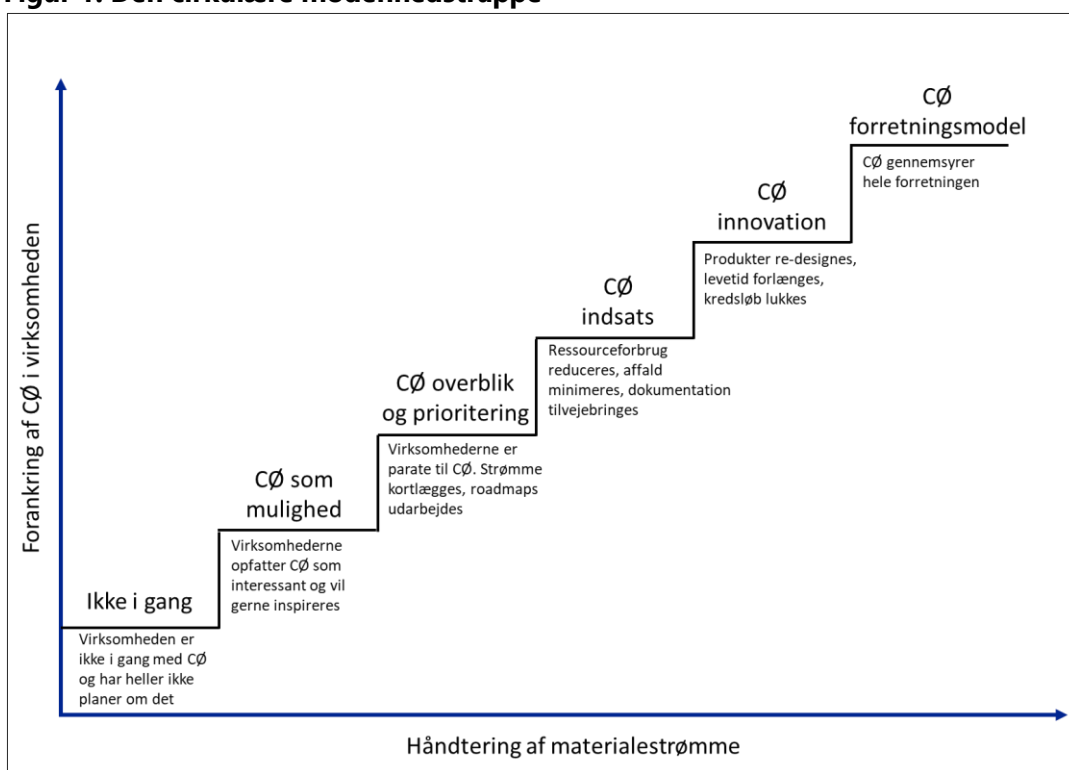 Figur Den cirkulære modenhedstrappe
Forankring af CØ i virksomheden
Ikke i gang
Virksomheden er
ikke i gang med CØ
og har heller ikke
planer om det
CØ som
mulighed
Virksomhederne
opfatter CØ som
interessant og vil
gerne inspireres
CØ overblik
og prioritering
Virksomhederne er
parate til CØ. Strømme
kortlægges, roadmaps
udarbejdes
CØ
indsats
Ressourceforbrug
reduceres, affald
minimeres, dokumentation
tilvejebringes
CØ
innovation
Produkter re-designes,
levetid forlænges,
kredsløb lukkes
CØ
forretningsmodel
CØ gennemsyrer
hele forretningen
Håndtering af materialestrømme